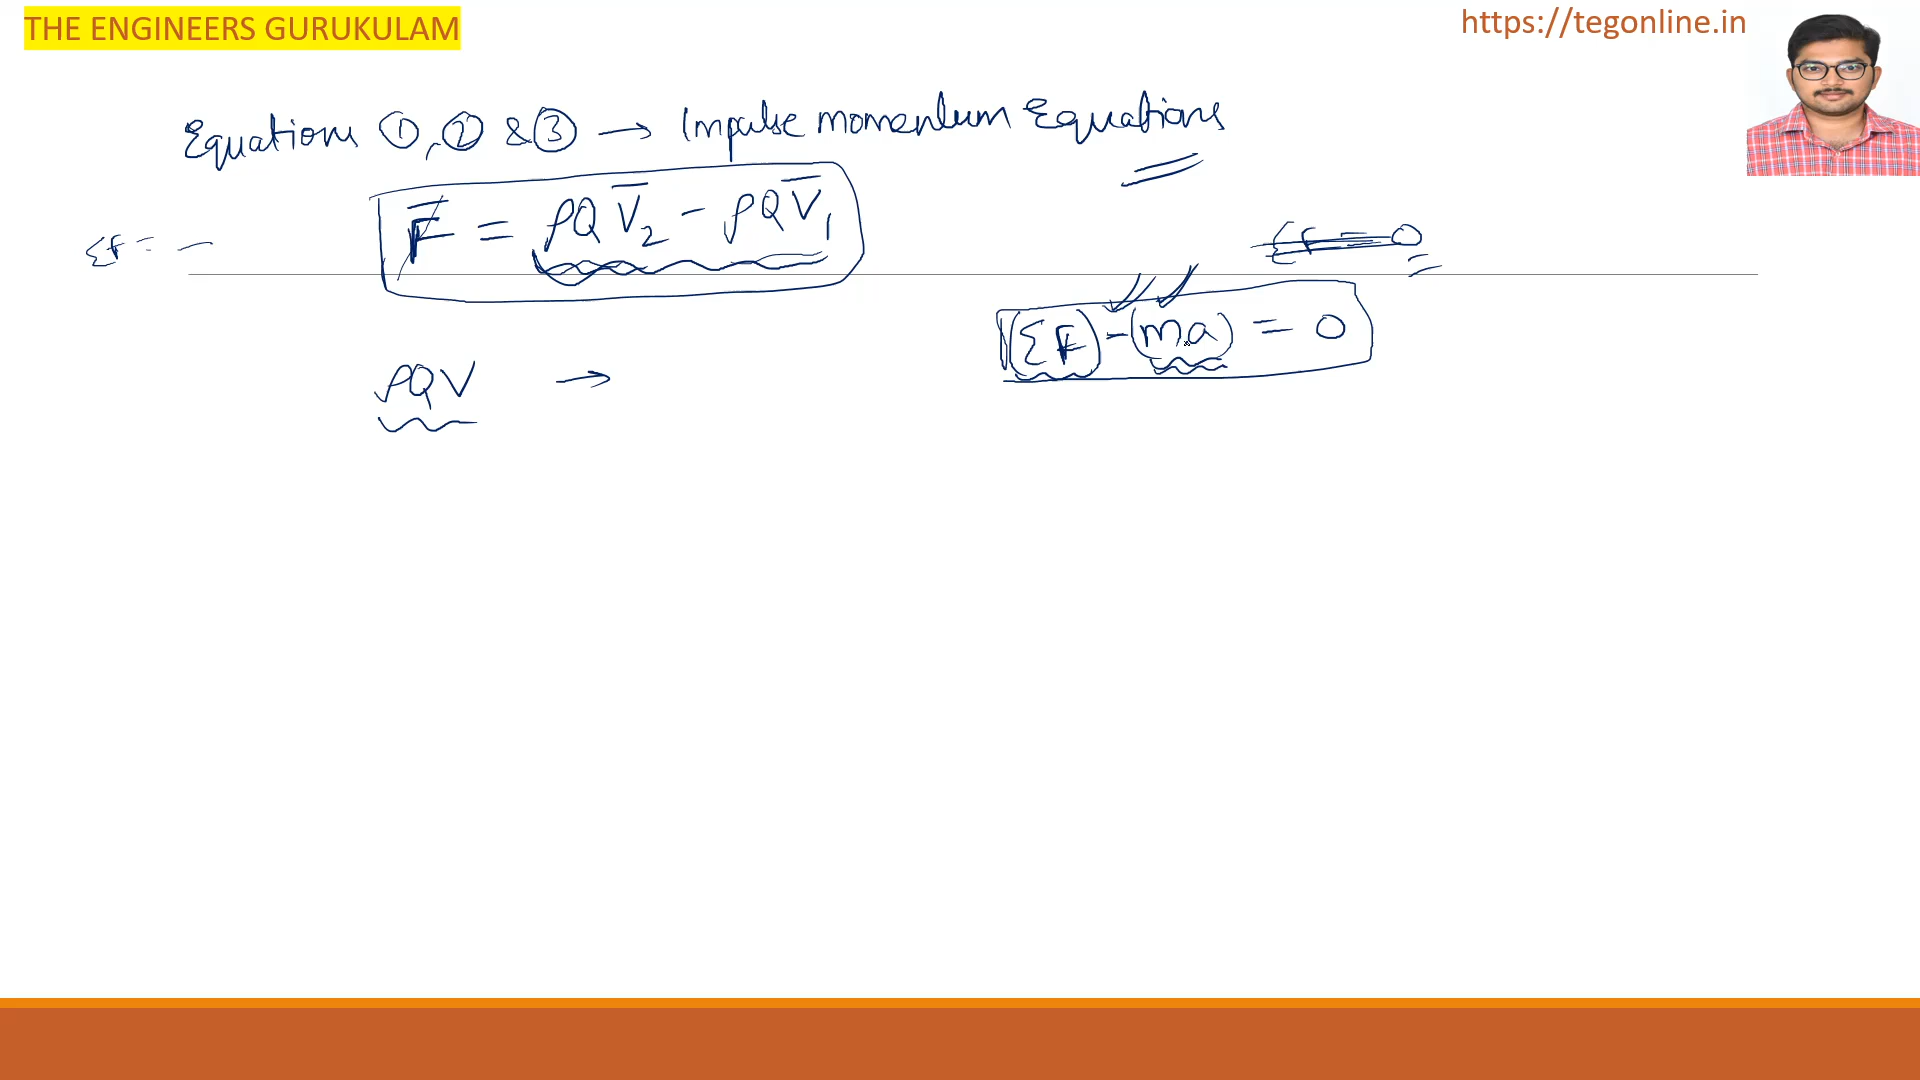 THE ENGINEERS GURUKULAM
https://tegonline.in
Equations ①, ② & ③ → Impulse momentum Equations
F̅ = ρQV̅₂ - ρQV̅₁
ΣF = 0
ΣF = —
(ΣF) - (ma) = 0
ρQV →